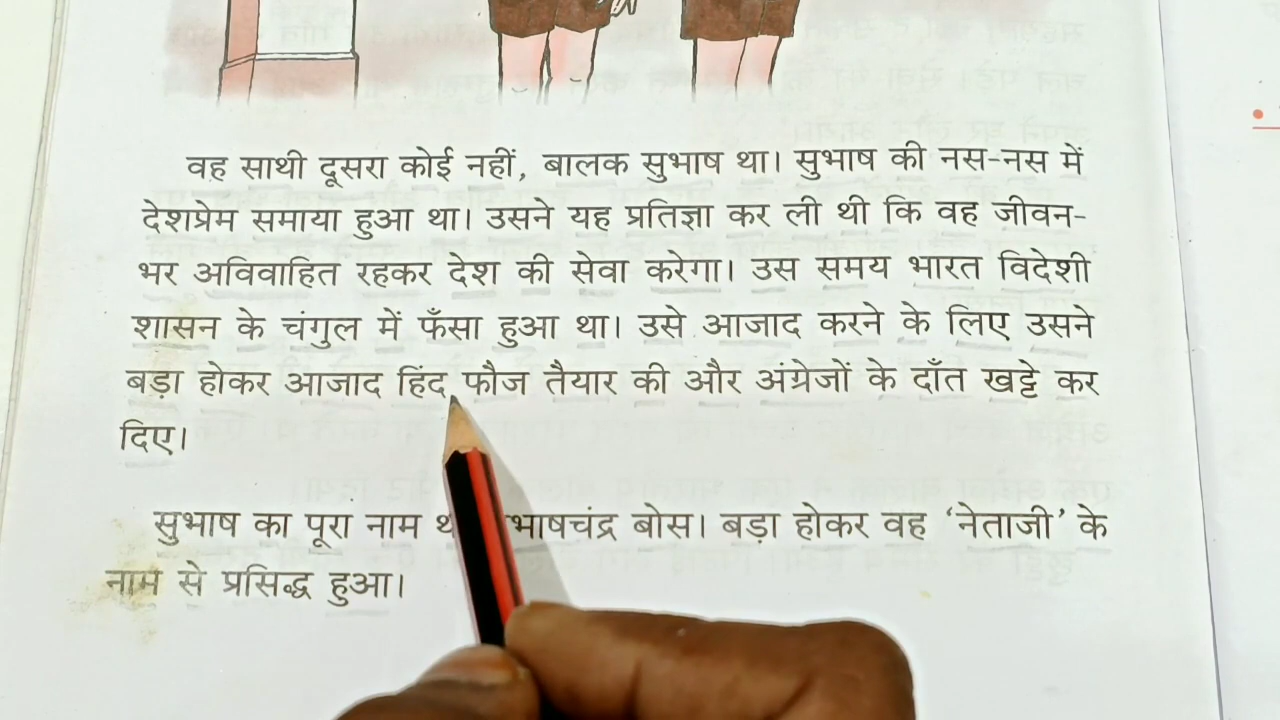 वह साथी दूसरा कोई नहीं, बालक सुभाष था। सुभाष की नस-नस में
देशप्रेम समाया हुआ था। उसने यह प्रतिज्ञा कर ली थी कि वह जीवन-
भर अविवाहित रहकर देश की सेवा करेगा। उस समय भारत विदेशी
शासन के चंगुल में फँसा हुआ था। उसे आजाद करने के लिए उसने
बड़ा होकर आजाद हिंद फौज तैयार की और अंग्रेजों के दाँत खट्टे कर
दिए।
सुभाष का पूरा नाम बोस। बड़ा होकर वह ‘नेताजी’ के
नाम से प्रसिद्ध हुआ।